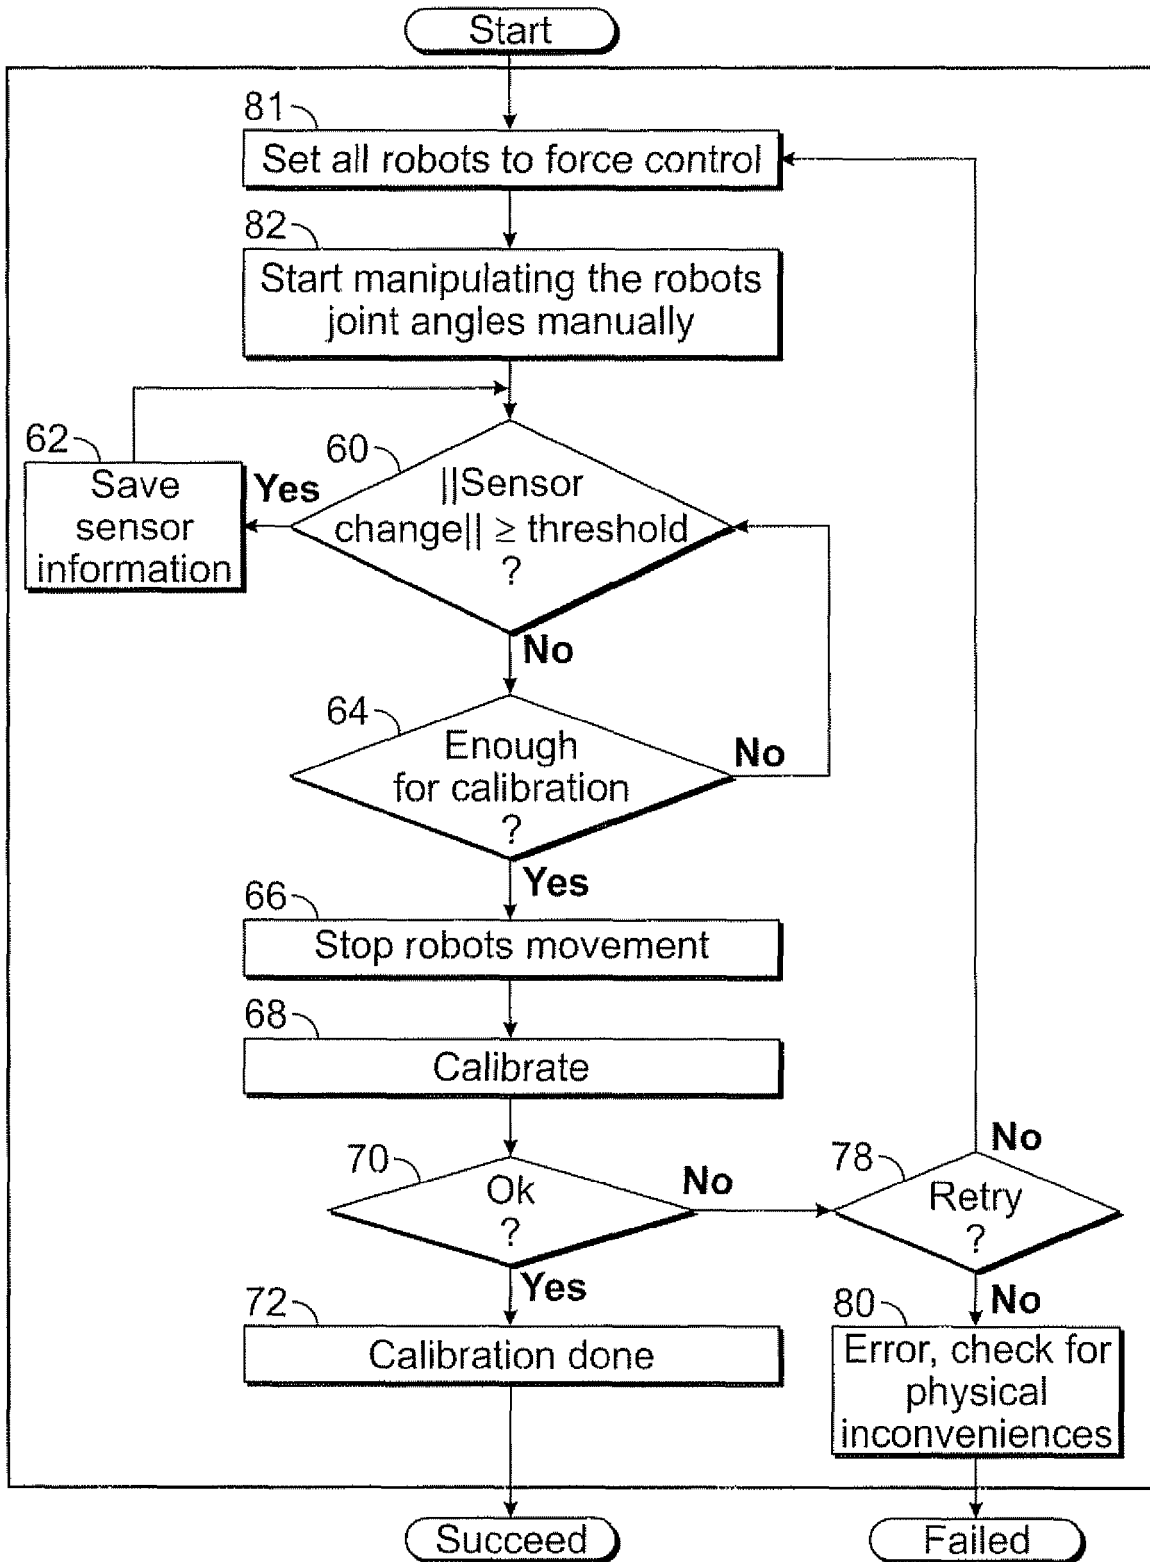 Start
81
Set all robots to force control
82
Start manipulating the robots
joint angles manually
62
Save
sensor
information
Yes
60
||Sensor
change|| ≥ threshold
?
No
64
Enough
for calibration
?
No
Yes
66
Stop robots movement
68
Calibrate
70
Ok
?
No
Yes
78
Retry
?
No
No
72
Calibration done
80
Error, check for
physical
inconveniences
Succeed
Failed